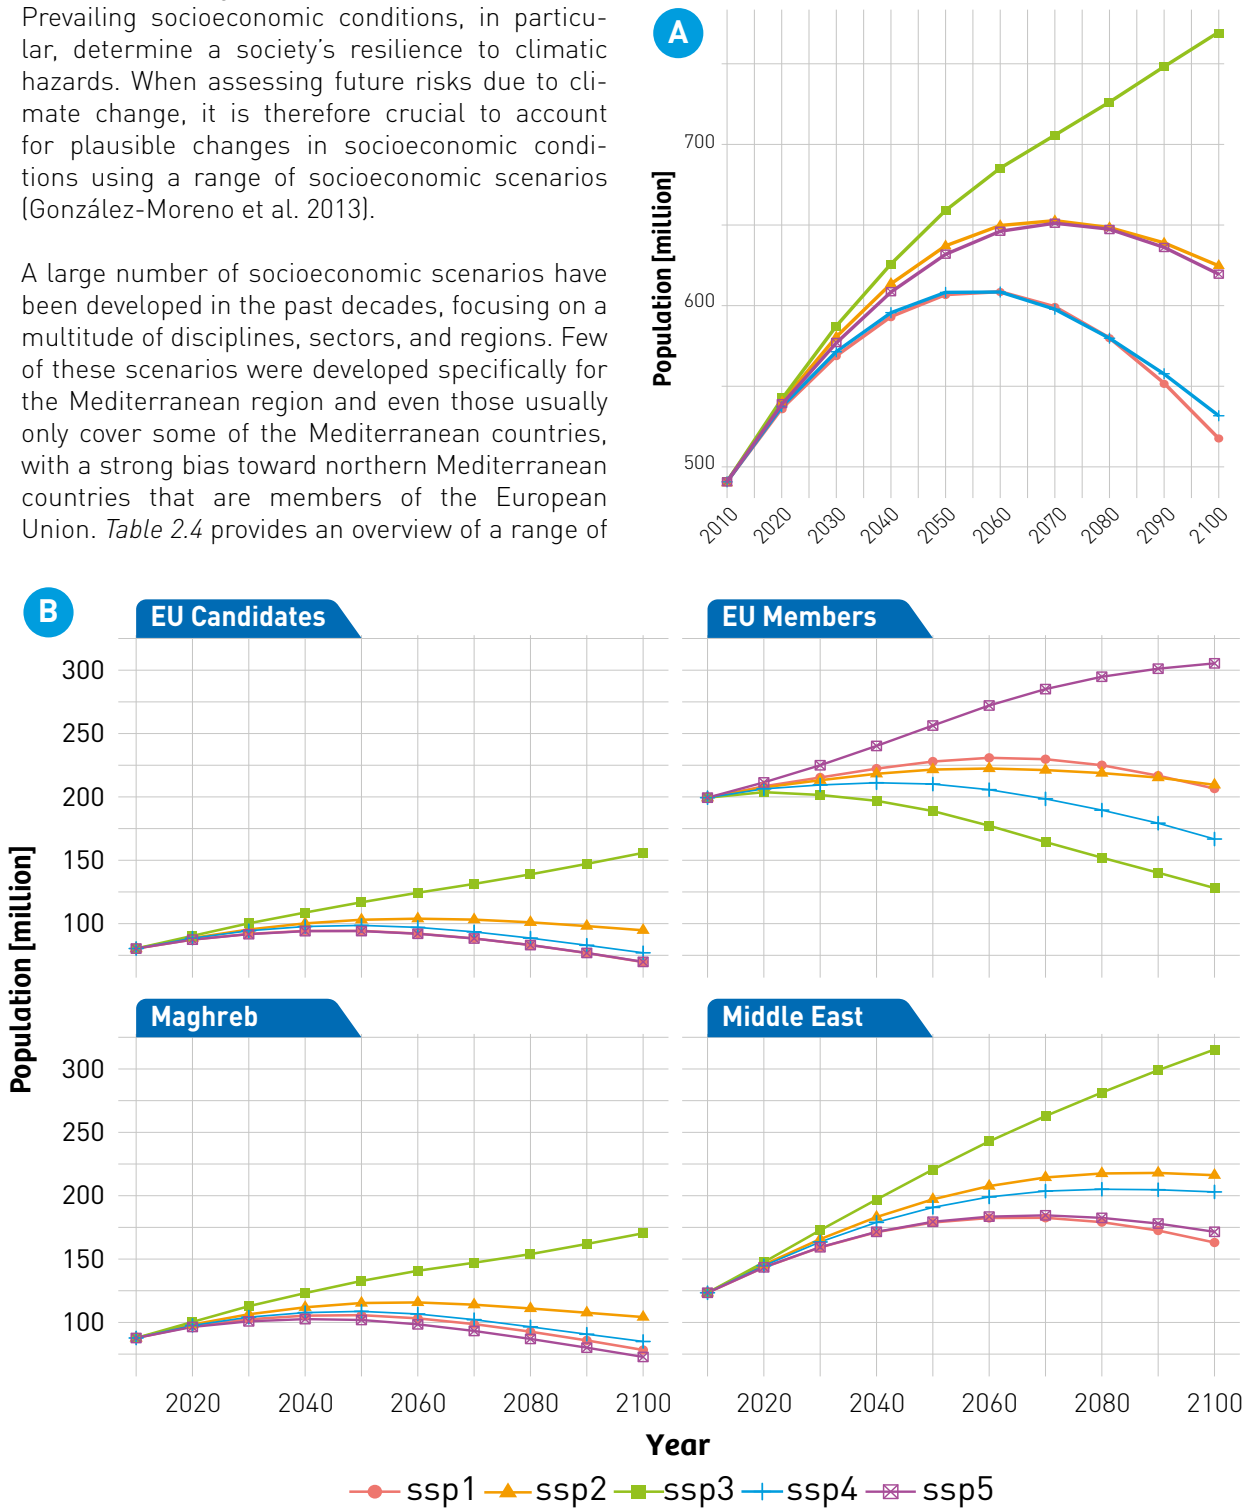 Prevailing socioeconomic conditions, in particu-
lar, determine a society’s resilience to climatic
hazards. When assessing future risks due to cli-
mate change, it is therefore crucial to account
for plausible changes in socioeconomic condi-
tions using a range of socioeconomic scenarios
(González-Moreno et al. 2013).
A large number of socioeconomic scenarios have
been developed in the past decades, focusing on a
multitude of disciplines, sectors, and regions. Few
of these scenarios were developed specifically for
the Mediterranean region and even those usually
only cover some of the Mediterranean countries,
with a strong bias toward northern Mediterranean
countries that are members of the European
Union. Table 2.4 provides an overview of a range of
A
Population [million]
700
600
500
2010 2020 2030 2040 2050 2060 2070 2080 2090 2100
B
Population [million]
EU Candidates
300
250
200
150
100
EU Members
Maghreb
300
250
200
150
100
2020 2040 2060 2080 2100
Middle East
2020 2040 2060 2080 2100
Year
ssp1 ssp2 ssp3 ssp4 ssp5